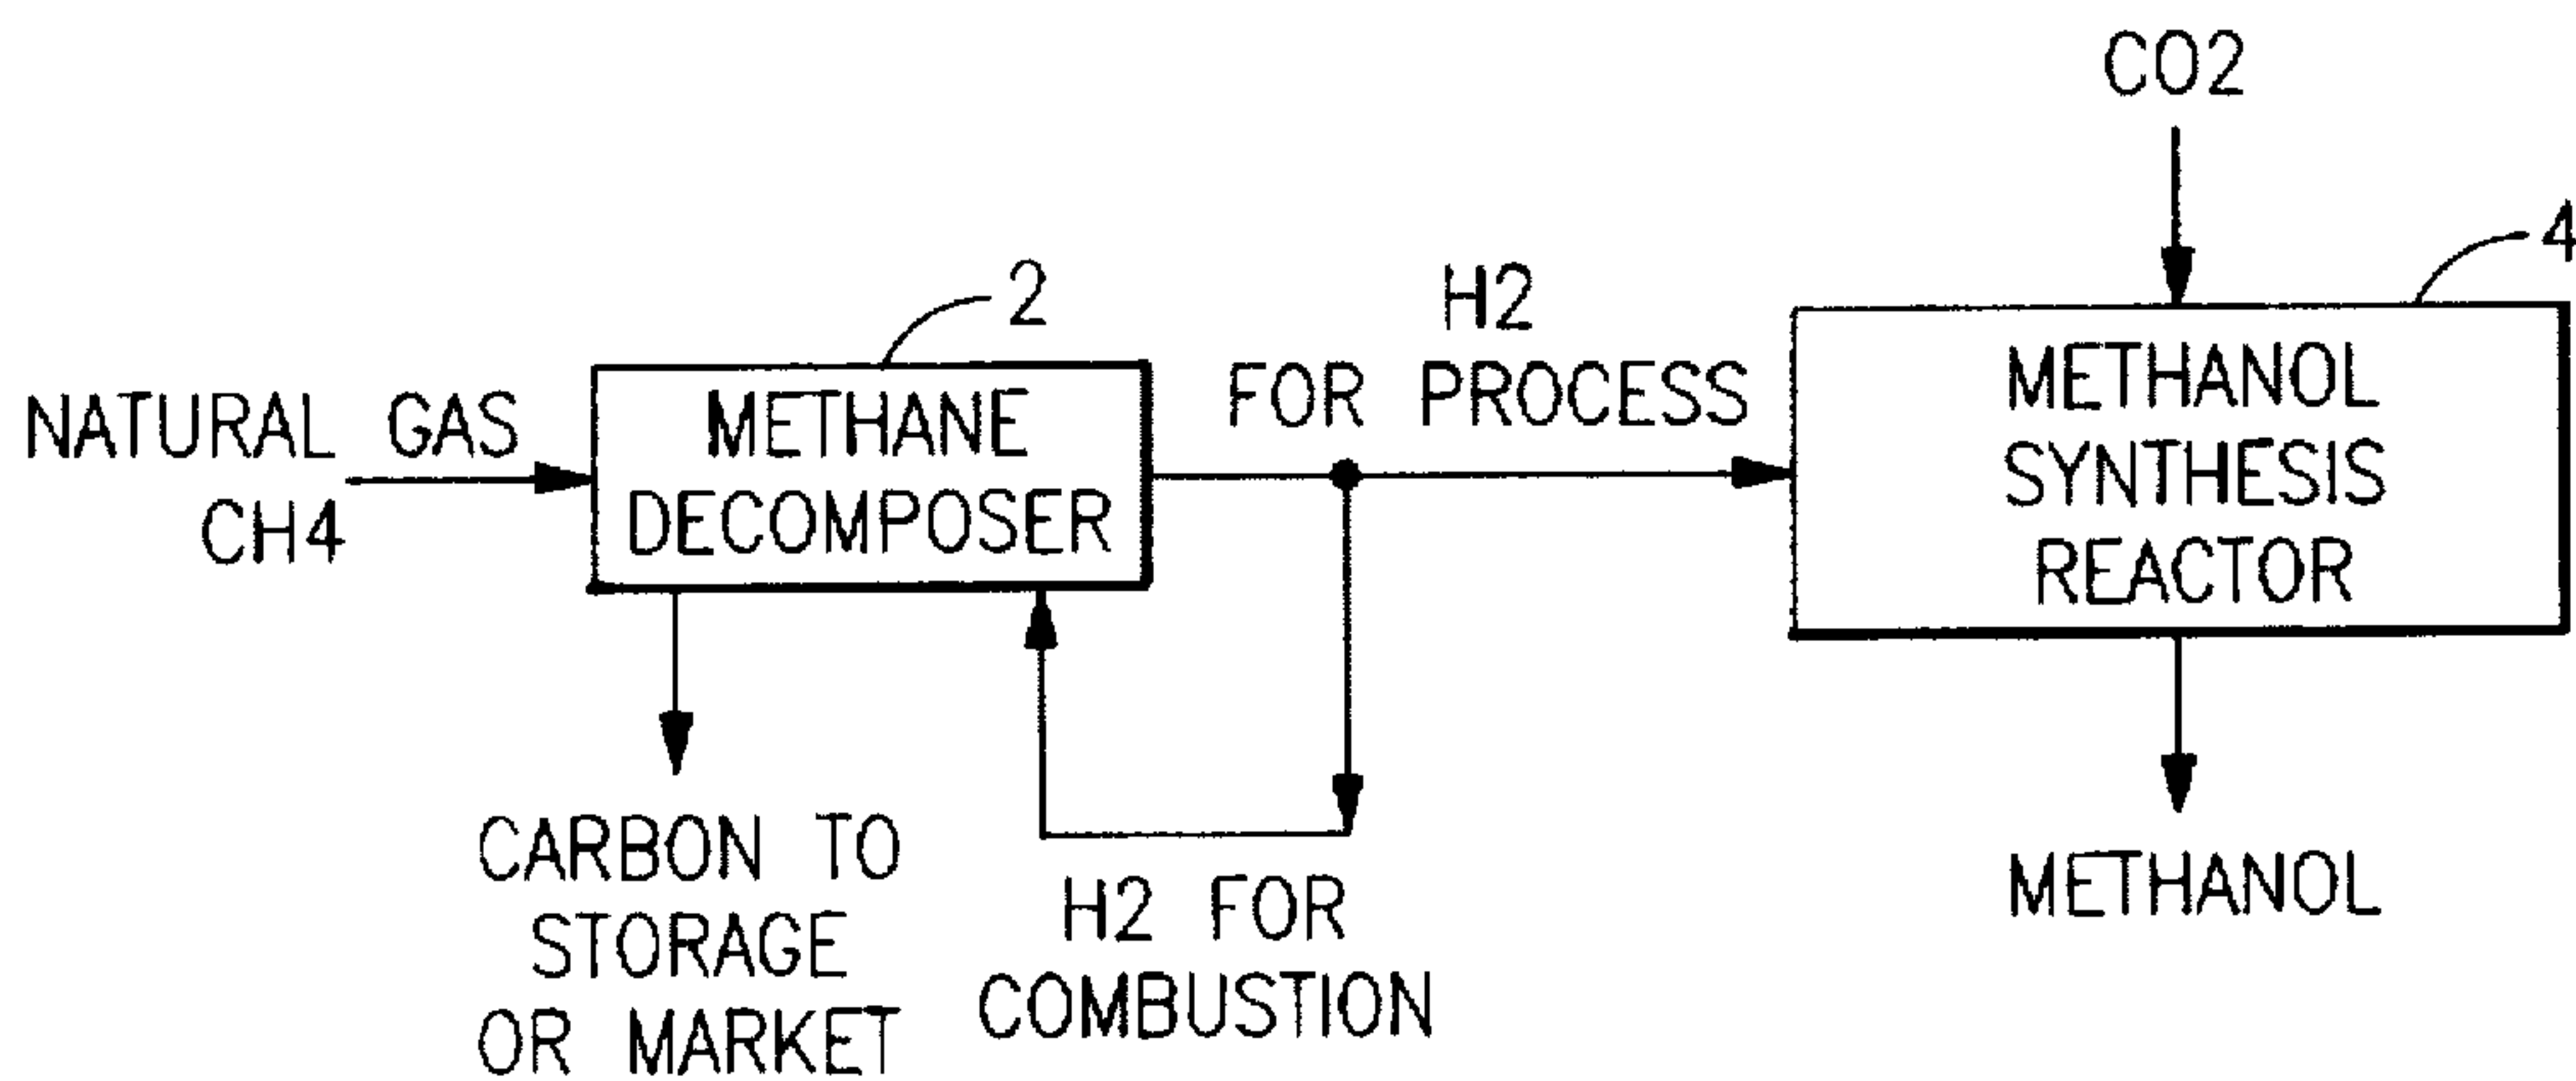 CO2
4
2
H2
FOR PROCESS
NATURAL GAS
CH4
METHANE
DECOMPOSER
METHANOL
SYNTHESIS
REACTOR
CARBON TO
STORAGE
OR MARKET
H2 FOR
COMBUSTION
METHANOL